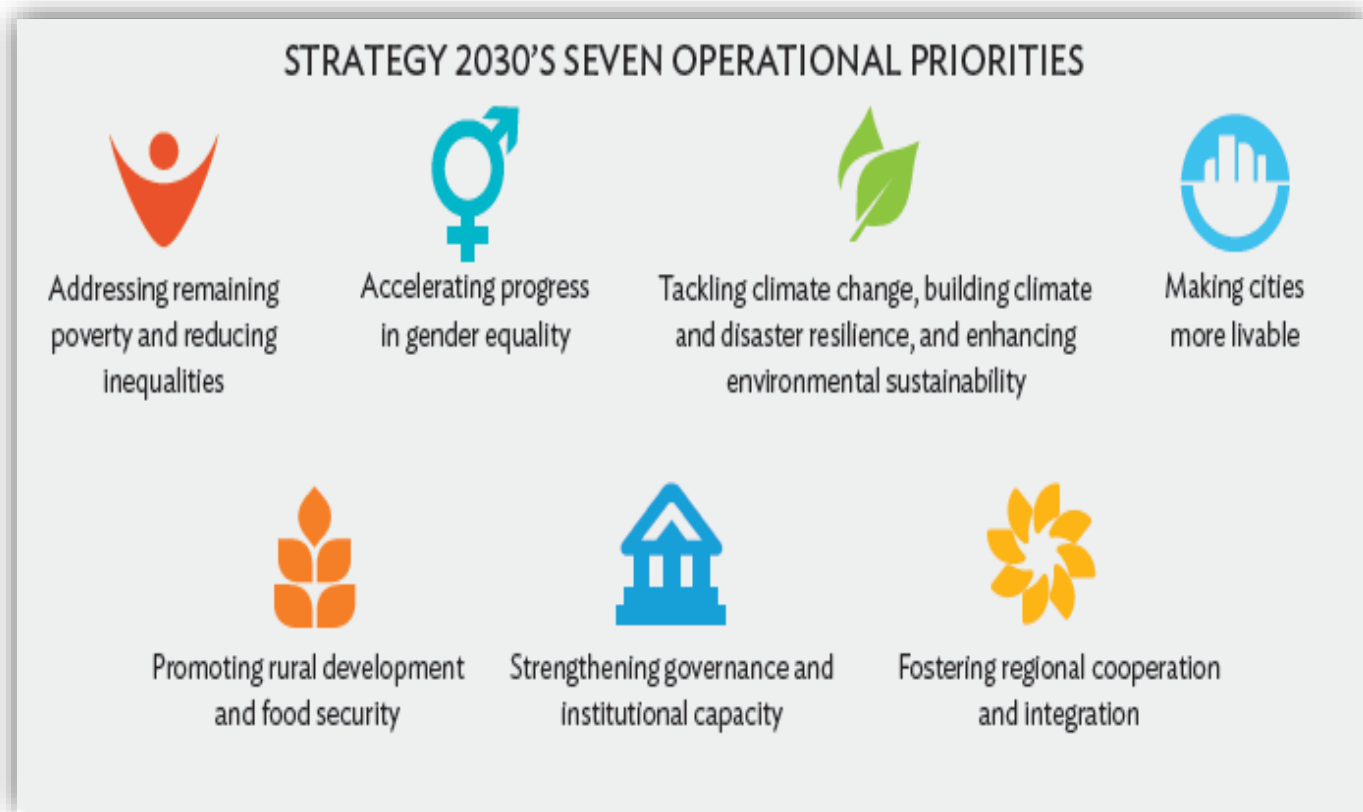 STRATEGY 2030’S SEVEN OPERATIONAL PRIORITIES
Addressing remaining
poverty and reducing
inequalities
Accelerating progress
in gender equality
Tackling climate change, building climate
and disaster resilience, and enhancing
environmental sustainability
Making cities
more livable
Promoting rural development
and food security
Strengthening governance and
institutional capacity
Fostering regional cooperation
and integration